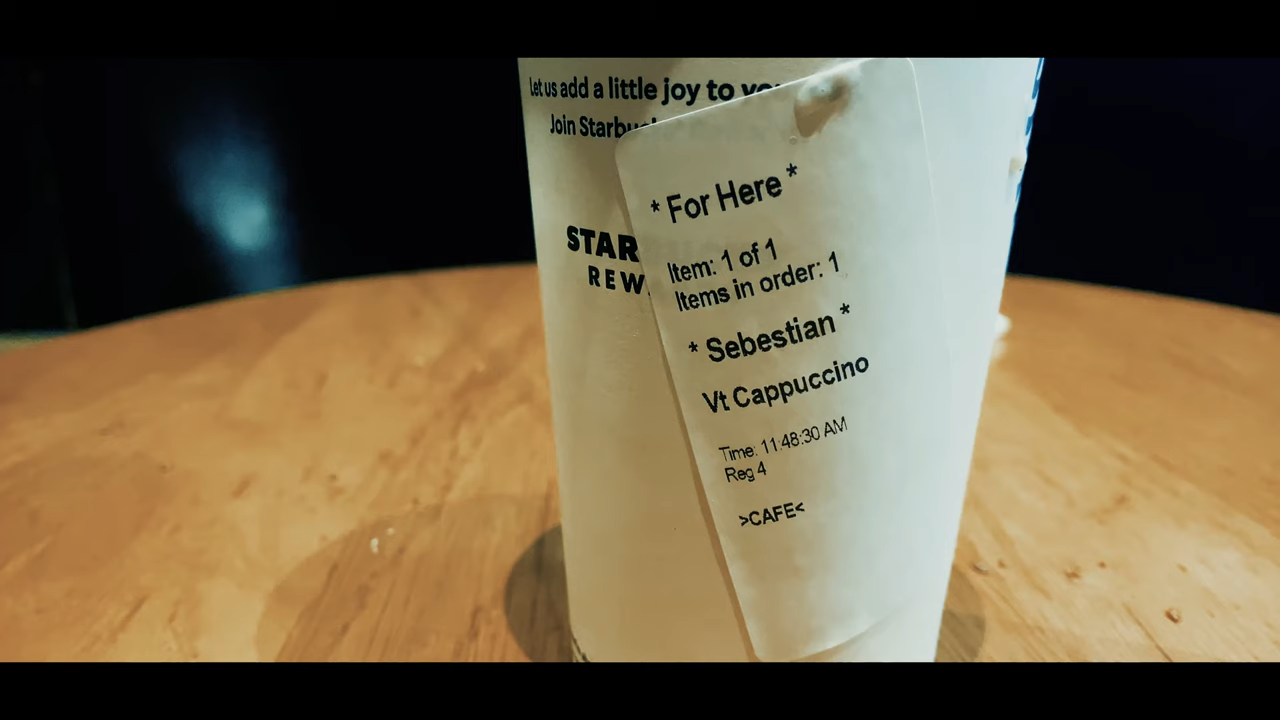 Let us add a little joy to
Join
STAR
REW
* For Here *
Item: 1 of 1
Items in order: 1
* Sebestian *
Vt Cappuccino
Time: 11:48:30 AM
Reg 4
>CAFE<